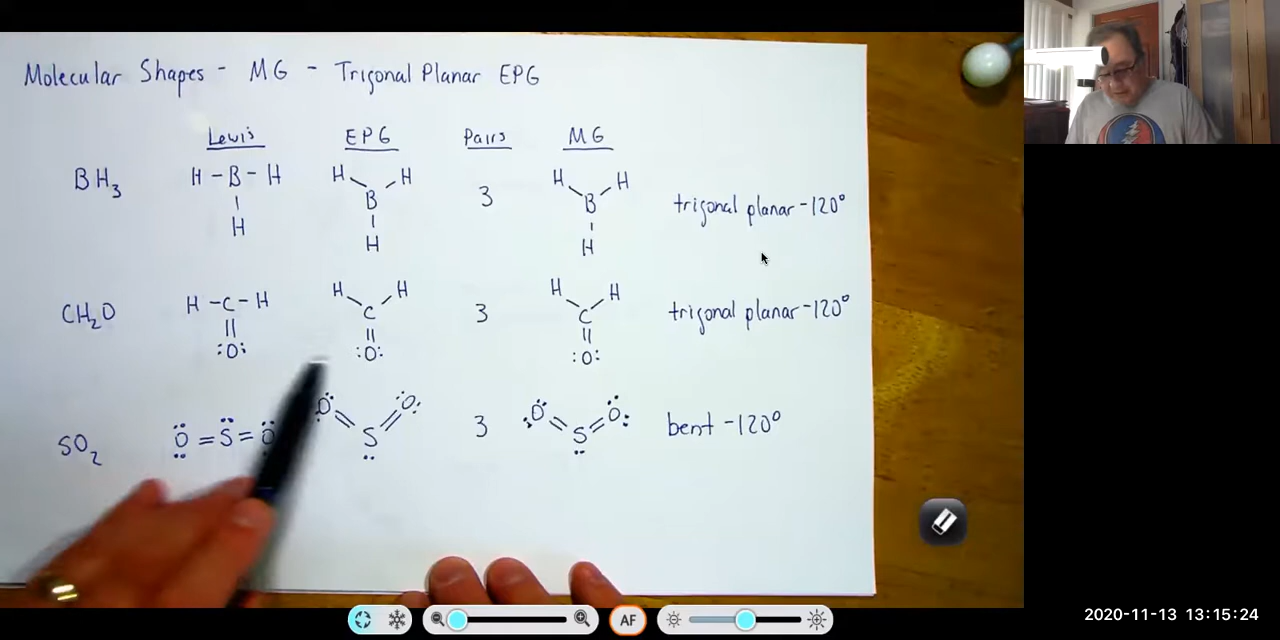 Molecular Shapes - MG - Trigonal Planar EPG
Lewis EPG Pairs MG
BH3 H-B-H H H H H
B 3 B trigonal planar -120°
H H H
CH2O H-C-H H H H H
C 3 C trigonal planar -120°
:O: :O: :O:
SO2 O=S=O O O 3 O O bent -120°
S S
AF
2020-11-13 13:15:24